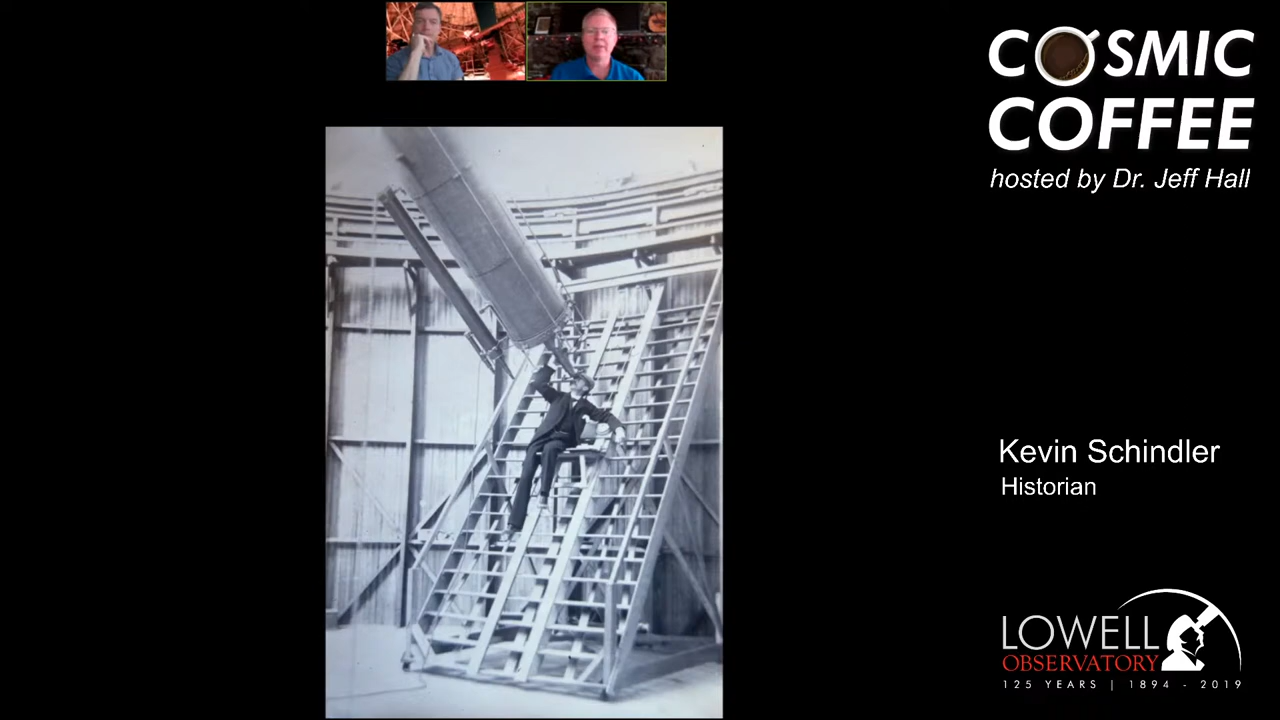 COSMIC
COFFEE
hosted by Dr. Jeff Hall
Kevin Schindler
Historian
LOWELL
OBSERVATORY
125 YEARS | 1894 - 2019